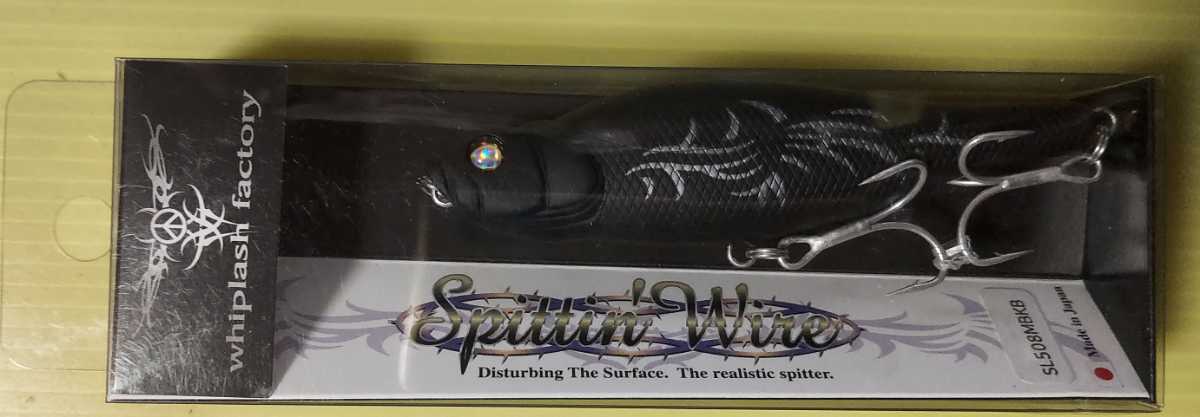 whiplash factory
Spittin' Wire
Disturbing The Surface. The realistic spitter.
SL508MBKB
Made in Japan